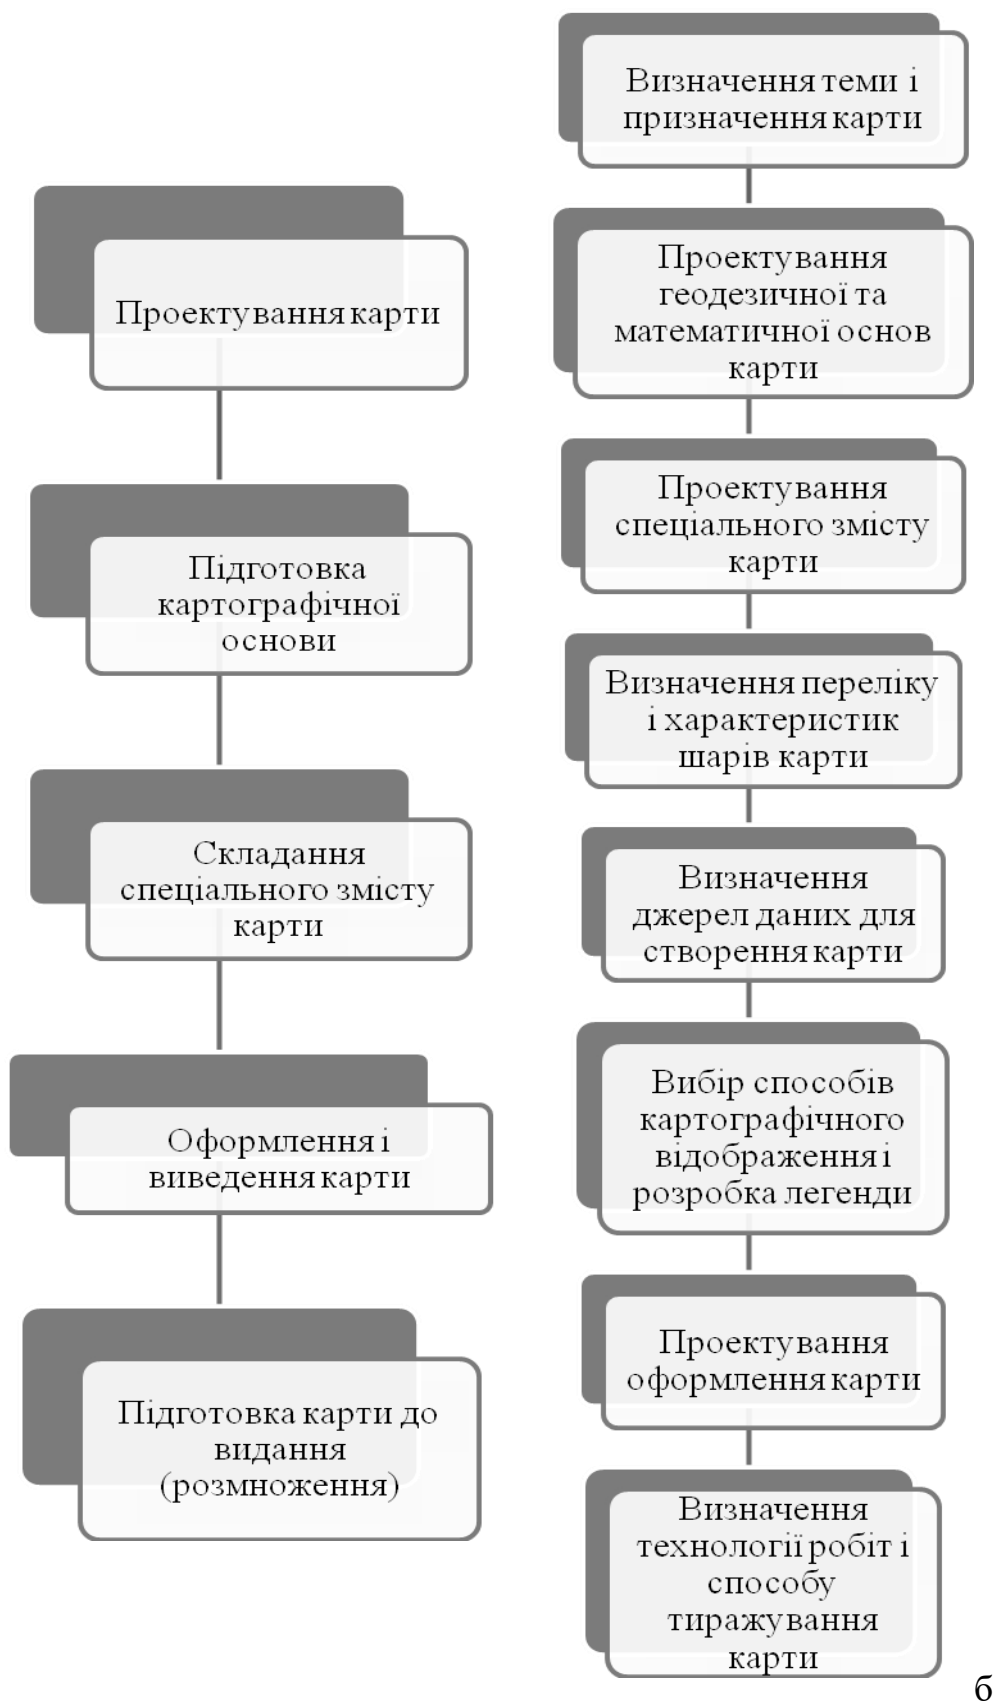 Проектування карти
Підготовка
картографічної
основи
Складання
спеціального змісту
карти
Оформлення і
виведення карти
Підготовка карти до
видання
(розмноження)
Визначення теми і
призначення карти
Проектування
геодезичної та
математичної основ
карти
Проектування
спеціального змісту
карти
Визначення переліку
і характеристик
шарів карти
Визначення
джерел даних для
створення карти
Вибір способів
картографічного
відображення і
розробка легенди
Проектування
оформлення карти
Визначення
технології робіт і
способу
тиражування
карти
б